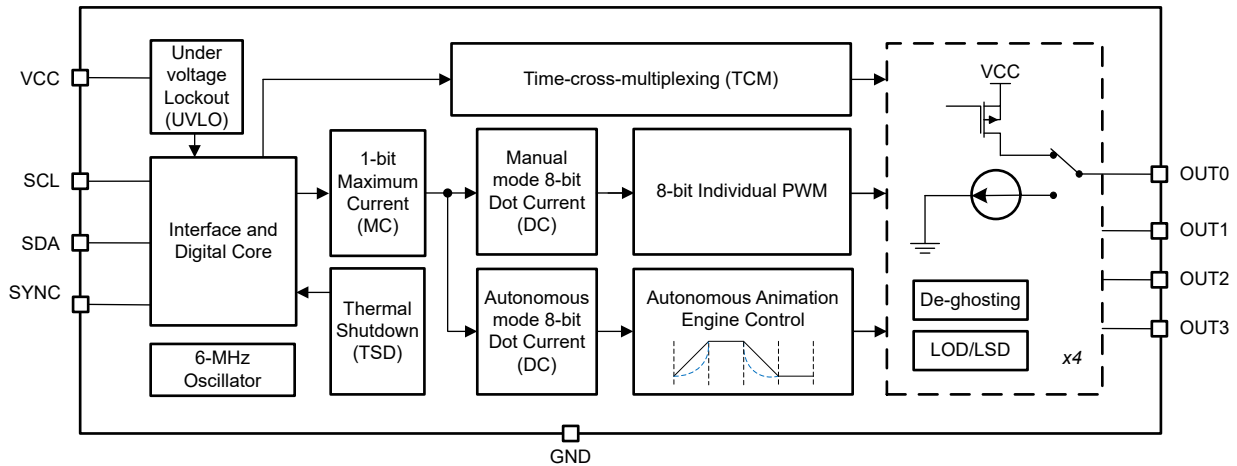 VCC
SCL
SDA
SYNC
Under
voltage
Lockout
(UVLO)
Interface and
Digital Core
6-MHz
Oscillator
1-bit
Maximum
Current
(MC)
Thermal
Shutdown
(TSD)
Time-cross-multiplexing (TCM)
Manual
mode 8-bit
Dot Current
(DC)
8-bit Individual PWM
Autonomous
mode 8-bit
Dot Current
(DC)
Autonomous Animation
Engine Control
VCC
De-ghosting
LOD/LSD
x4
OUT0
OUT1
OUT2
OUT3
GND